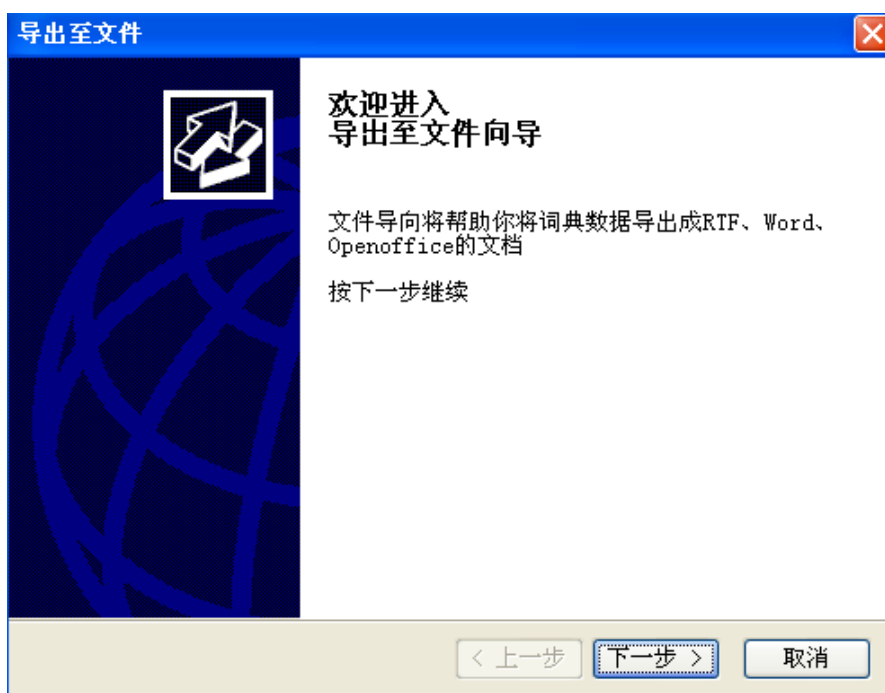 导出至文件
欢迎进入
导出至文件向导
文件导向将帮助你将词典数据导出成RTF、Word、
Openoffice的文档
按下一步继续
< 上一步
下一步 >
取消